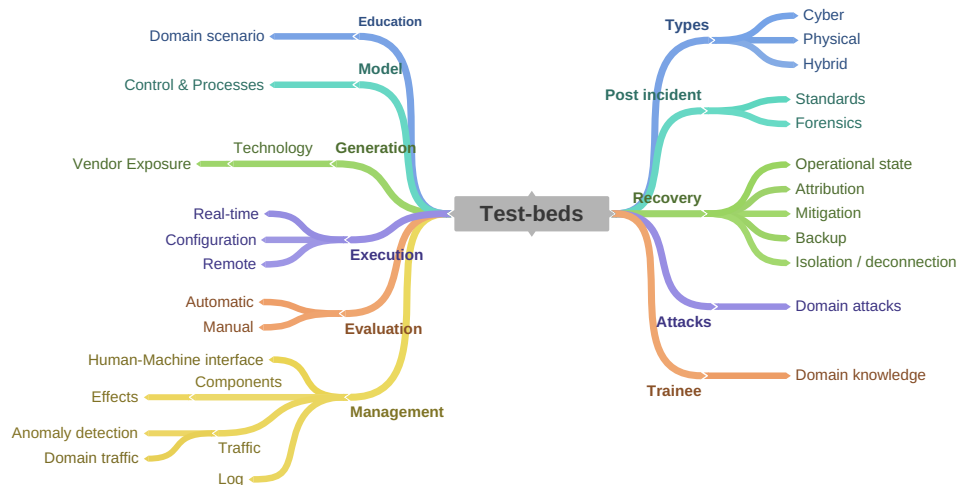 Education
Domain scenario
Model
Control & Processes
Generation
Technology
Vendor Exposure
Execution
Real-time
Configuration
Remote
Evaluation
Automatic
Manual
Management
Human-Machine interface
Components
Effects
Traffic
Anomaly detection
Domain traffic
Log
Test-beds
Types
Cyber
Physical
Hybrid
Post incident
Standards
Forensics
Recovery
Operational state
Attribution
Mitigation
Backup
Isolation / deconnection
Attacks
Domain attacks
Trainee
Domain knowledge